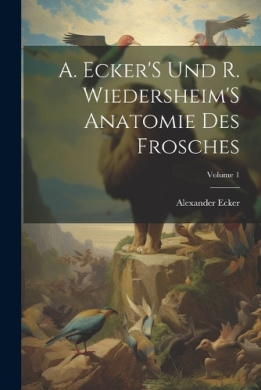 A. Ecker'S Und R.
Wiedersheim'S
Anatomie Des
Frosches
Volume 1
Alexander Ecker